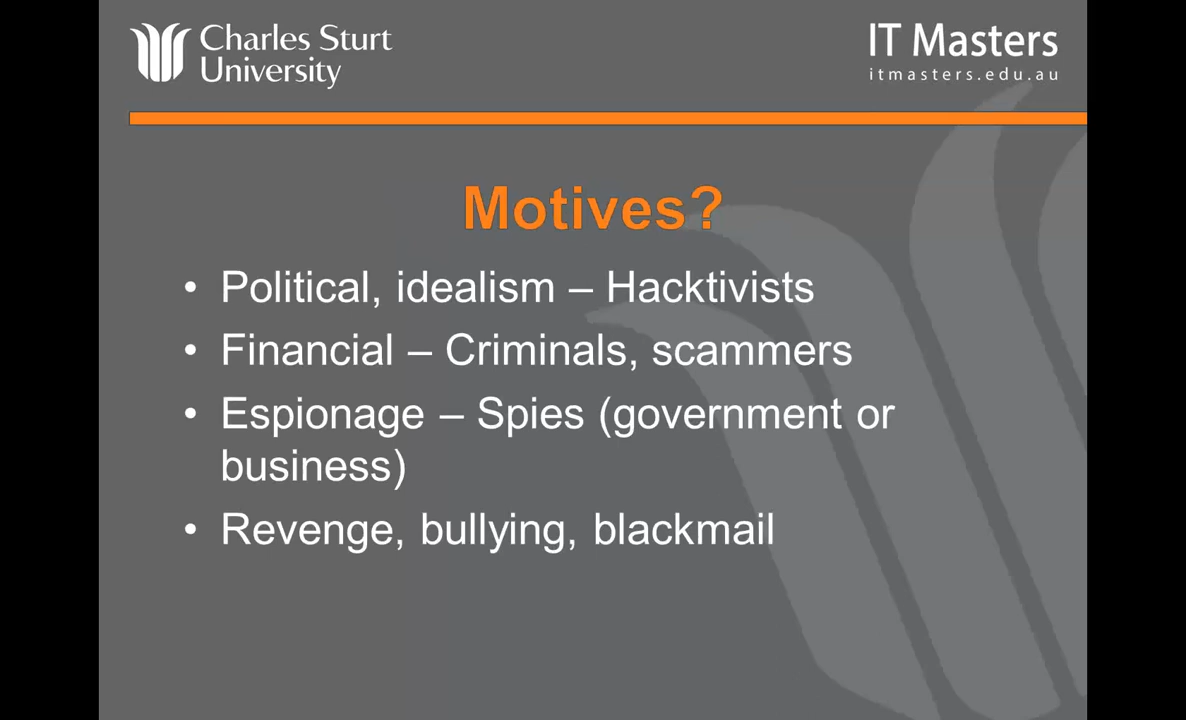 Charles Sturt
University
IT Masters
itmasters.edu.au
Motives?
• Political, idealism – Hacktivists
• Financial – Criminals, scammers
• Espionage – Spies (government or
business)
• Revenge, bullying, blackmail